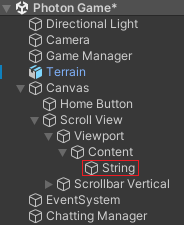 Photon Game*
Directional Light
Camera
Game Manager
Terrain
Canvas
Home Button
Scroll View
Viewport
Content
String
Scrollbar Vertical
EventSystem
Chatting Manager